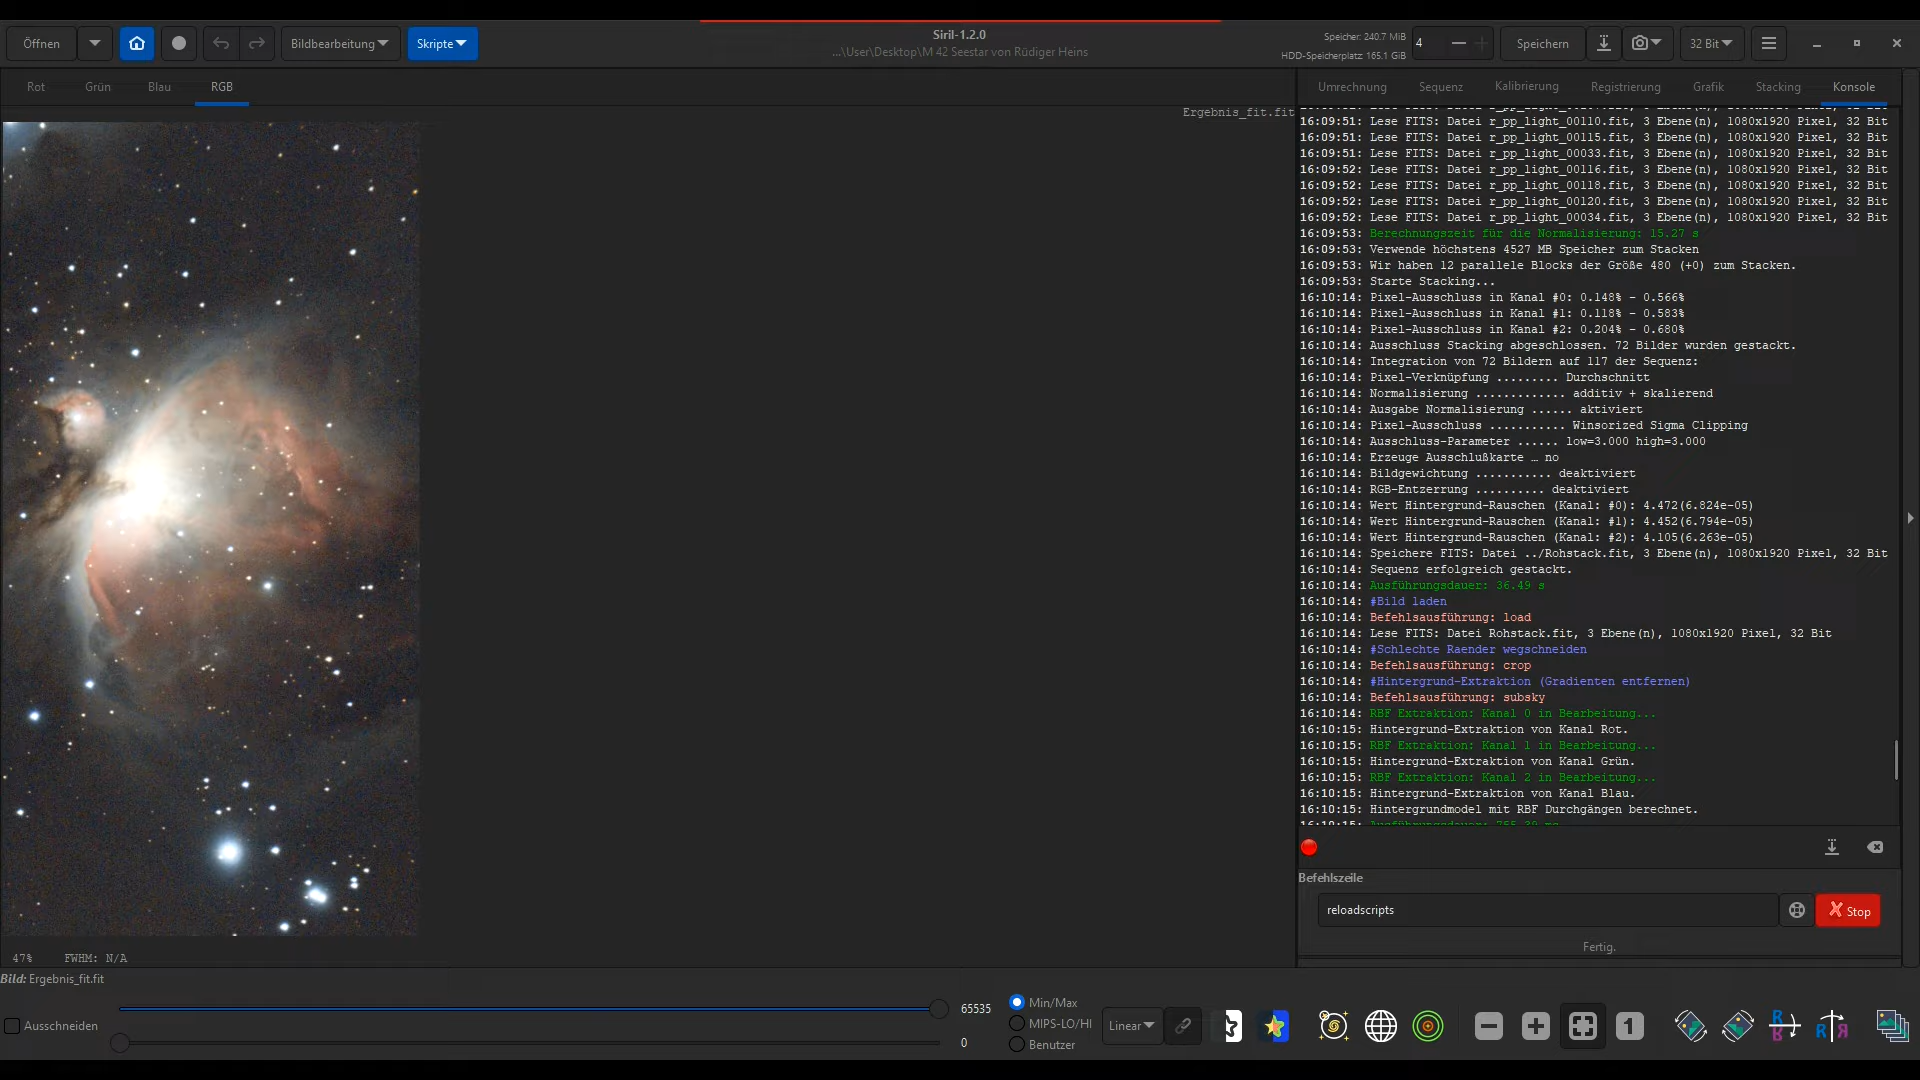 Öffnen
Bildbearbeitung
Skripte
Siril-1.2.0
...\User\Desktop\M 42 Seestar von Rüdiger Heins
Speicher: 240.7 MiB
HDD-Speicherplatz: 165.1 GiB
4
Speichern
32 Bit
Rot
Grün
Blau
RGB
Umrechnung
Sequenz
Kalibrierung
Registrierung
Grafik
Stacking
Konsole
Ergebnis_fit.fit
16:09:51: Lese FITS: Datei r_pp_light_00110.fit, 3 Ebene(n), 1080x1920 Pixel, 32 Bit
16:09:51: Lese FITS: Datei r_pp_light_00115.fit, 3 Ebene(n), 1080x1920 Pixel, 32 Bit
16:09:51: Lese FITS: Datei r_pp_light_00033.fit, 3 Ebene(n), 1080x1920 Pixel, 32 Bit
16:09:52: Lese FITS: Datei r_pp_light_00116.fit, 3 Ebene(n), 1080x1920 Pixel, 32 Bit
16:09:52: Lese FITS: Datei r_pp_light_00118.fit, 3 Ebene(n), 1080x1920 Pixel, 32 Bit
16:09:52: Lese FITS: Datei r_pp_light_00120.fit, 3 Ebene(n), 1080x1920 Pixel, 32 Bit
16:09:52: Lese FITS: Datei r_pp_light_00034.fit, 3 Ebene(n), 1080x1920 Pixel, 32 Bit
16:09:53: Berechnungszeit für die Normalisierung: 15.27 s
16:09:53: Verwende höchstens 4527 MB Speicher zum Stacken
16:09:53: Wir haben 12 parallele Blocks der Größe 480 (+0) zum Stacken.
16:09:53: Starte Stacking...
16:10:14: Pixel-Ausschluss in Kanal #0: 0.148% - 0.566%
16:10:14: Pixel-Ausschluss in Kanal #1: 0.118% - 0.583%
16:10:14: Pixel-Ausschluss in Kanal #2: 0.204% - 0.680%
16:10:14: Ausschluss Stacking abgeschlossen. 72 Bilder wurden gestackt.
16:10:14: Integration von 72 Bildern auf 117 der Sequenz:
16:10:14: Pixel-Verknüpfung ......... Durchschnitt
16:10:14: Normalisierung ............. additiv + skalierend
16:10:14: Ausgabe Normalisierung ...... aktiviert
16:10:14: Pixel-Ausschluss ........... Winsorized Sigma Clipping
16:10:14: Ausschluss-Parameter ...... low=3.000 high=3.000
16:10:14: Erzeuge Ausschlußkarte … no
16:10:14: Bildgewichtung ........... deaktiviert
16:10:14: RGB-Entzerrung .......... deaktiviert
16:10:14: Wert Hintergrund-Rauschen (Kanal: #0): 4.472(6.824e-05)
16:10:14: Wert Hintergrund-Rauschen (Kanal: #1): 4.452(6.794e-05)
16:10:14: Wert Hintergrund-Rauschen (Kanal: #2): 4.105(6.263e-05)
16:10:14: Speichere FITS: Datei ../Rohstack.fit, 3 Ebene(n), 1080x1920 Pixel, 32 Bit
16:10:14: Sequenz erfolgreich gestackt.
16:10:14: Ausführungsdauer: 36.49 s
16:10:14: #Bild laden
16:10:14: Befehlsausführung: load
16:10:14: Lese FITS: Datei Rohstack.fit, 3 Ebene(n), 1080x1920 Pixel, 32 Bit
16:10:14: #Schlechte Raender wegschneiden
16:10:14: Befehlsausführung: crop
16:10:14: #Hintergrund-Extraktion (Gradienten entfernen)
16:10:14: Befehlsausführung: subsky
16:10:14: RBF Extraktion: Kanal 0 in Bearbeitung...
16:10:15: Hintergrund-Extraktion von Kanal Rot.
16:10:15: RBF Extraktion: Kanal 1 in Bearbeitung...
16:10:15: Hintergrund-Extraktion von Kanal Grün.
16:10:15: RBF Extraktion: Kanal 2 in Bearbeitung...
16:10:15: Hintergrund-Extraktion von Kanal Blau.
16:10:15: Hintergrundmodel mit RBF Durchgängen berechnet.
Befehlszeile
reloadscripts
Stop
Fertig.
47%
FWHM: N/A
Bild: Ergebnis_fit.fit
Ausschneiden
65535
0
Min/Max
MIPS-LO/HI
Benutzer
Linear
1
R
R
R